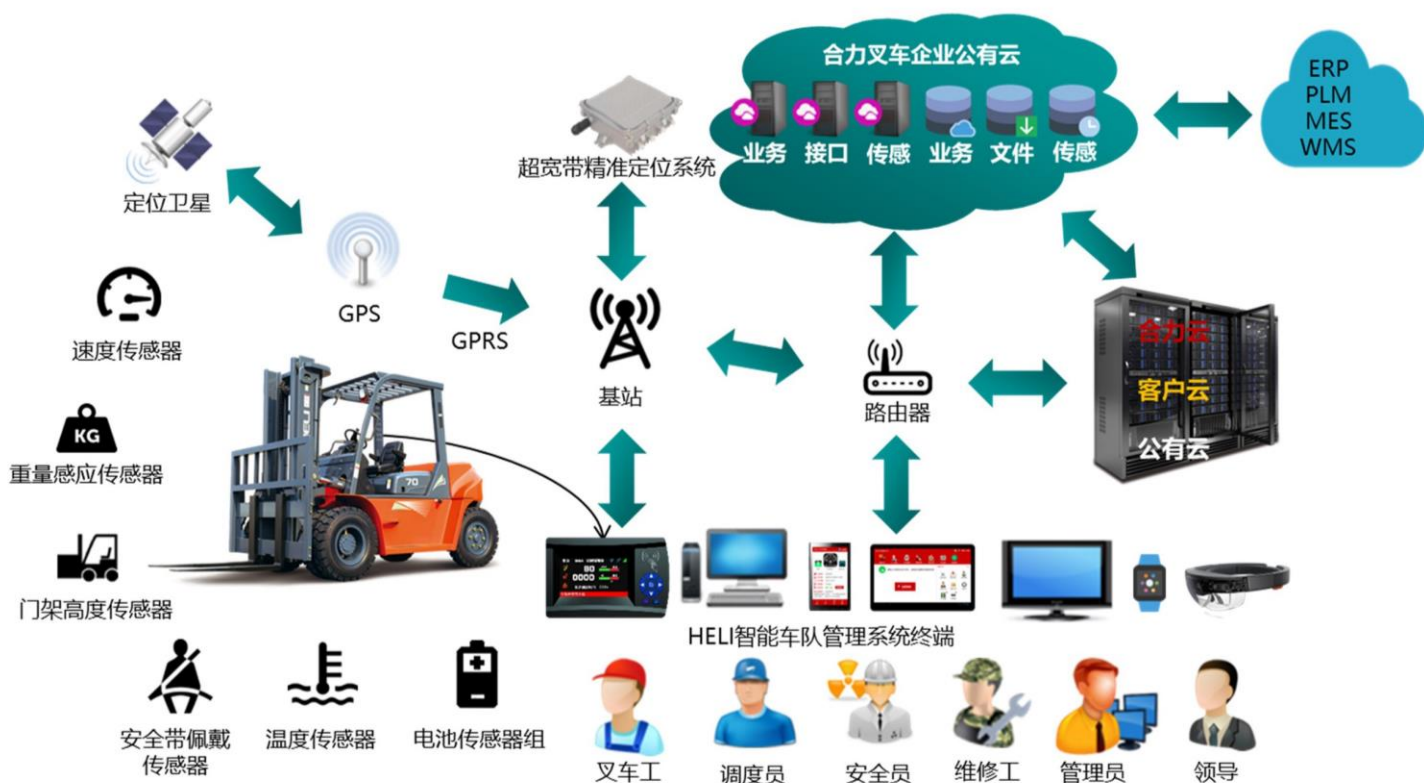 合力叉车企业公有云
业务
接口
传感
业务
文件
传感
ERP
PLM
MES
WMS
定位卫星
超宽带精准定位系统
GPS
GPRS
速度传感器
基站
路由器
合力云
客户云
公有云
KG
重量感应传感器
70
门架高度传感器
80
0000
HELI智能车队管理系统终端
安全带佩戴
传感器
温度传感器
电池传感器组
叉车工
调度员
安全员
维修工
管理员
领导